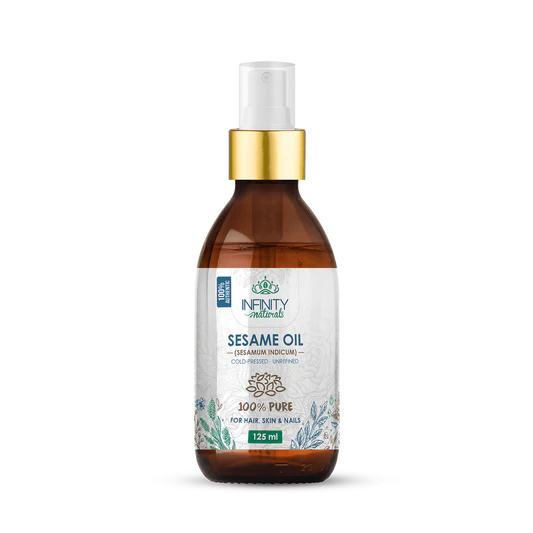 100%
AUTHENTIC
INFINITY
naturals
SESAME OIL
(SESAMUM INDICUM)
COLD-PRESSED · UNREFINED
100% PURE
FOR HAIR, SKIN & NAILS
125 ml